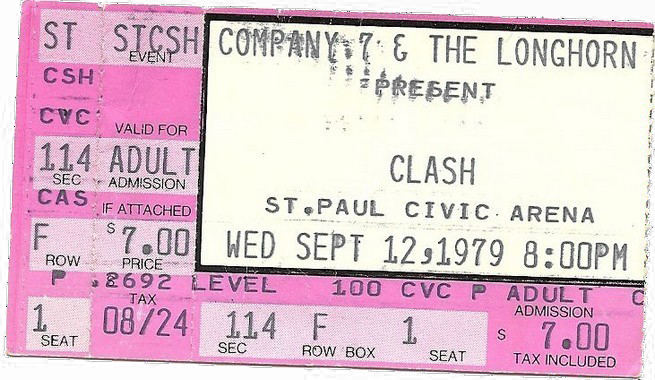 ST STCSH
EVENT
CSH
CVC
VALID FOR
114 ADULT
SEC ADMISSION
CAS
IF ATTACHED
F $7.00
ROW PRICE
COMPANY 7 & THE LONGHORN
PRESENT
CLASH
ST.PAUL CIVIC ARENA
WED SEPT 12,1979 8:00PM
P .2692 LEVEL 100 CVC P ADULT C
TAX
1 08/24
SEAT
114 F 1
SEC ROW BOX SEAT
ADMISSION
$ 7.00
TAX INCLUDED